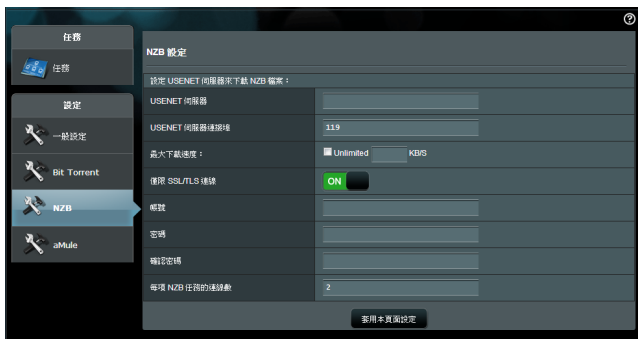 任務
任務
設定
一般設定
Bit Torrent
NZB
aMule
NZB 設定
設定 USENET 伺服器來下載 NZB 檔案：
USENET 伺服器
USENET 伺服器連接埠 119
最大下載速度： Unlimited KB/S
僅限 SSL/TLS 連線 ON
帳號
密碼
確認密碼
每項 NZB 任務的連線數 2
套用本頁面設定